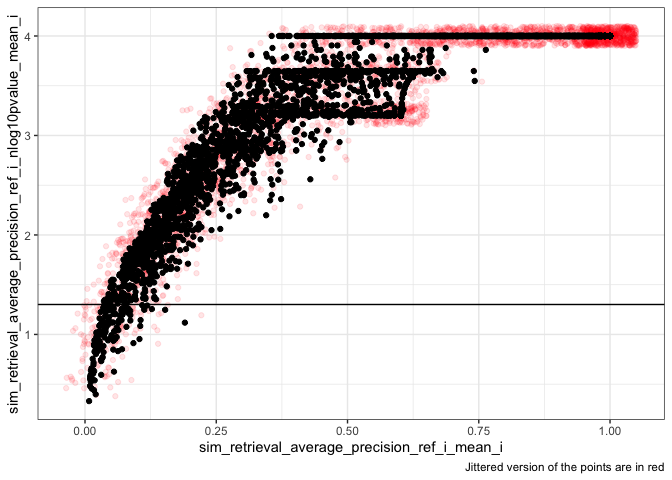 sim_retrieval_average_precision_ref_i_nlog10pvalue_mean_i
4
3
2
1
0.00 0.25 0.50 0.75 1.00
sim_retrieval_average_precision_ref_i_mean_i
Jittered version of the points are in red